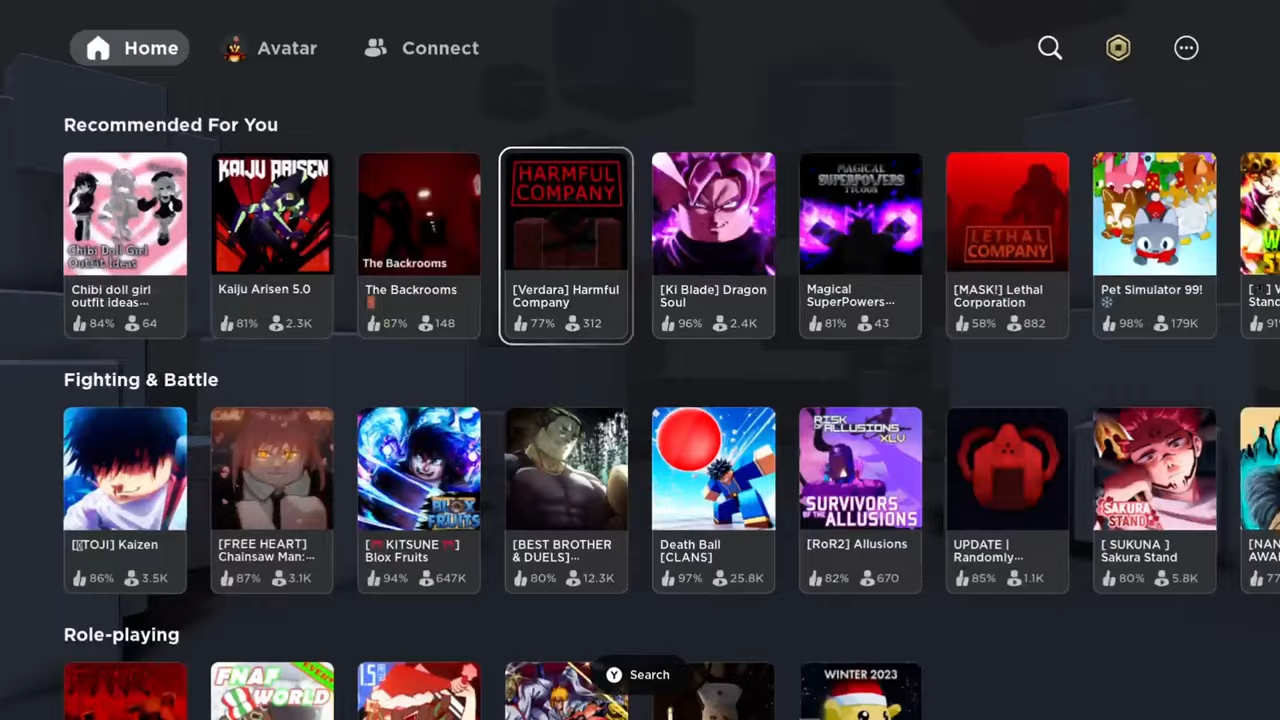 Home
Avatar
Connect
Recommended For You
Chibi Doll Girl
Outfit Ideas
Chibi doll girl
outfit ideas...
84% 64
KAIJU ARISEN
Kaiju Arisen 5.0
81% 2.3K
The Backrooms
The Backrooms
87% 148
HARMFUL
COMPANY
[Verdara] Harmful
Company
77% 312
[Ki Blade] Dragon
Soul
96% 2.4K
MAGICAL
SUPERPOWERS
TYCOON
Magical
SuperPowers...
81% 43
LETHAL
COMPANY
[MASK!] Lethal
Corporation
58% 882
Pet Simulator 99!
❄️
98% 179K
Fighting & Battle
TOJI] Kaizen
86% 3.5K
[FREE HEART]
Chainsaw Man:...
87% 3.1K
BLOX
FRUITS
[ KITSUNE ]
Blox Fruits
94% 647K
[BEST BROTHER
& DUELS]...
80% 12.3K
Death Ball
[CLANS]
97% 25.8K
RISK
OF ALLUSIONS
XLV
SURVIVORS
OF THE ALLUSIONS
[RoR2] Allusions
82% 670
UPDATE |
Randomly...
85% 1.1K
SAKURA
STAND
[ SUKUNA ]
Sakura Stand
80% 5.8K
[NAN
AWA
77
Role-playing
FNAF
WORLD
Y Search
WINTER 2023